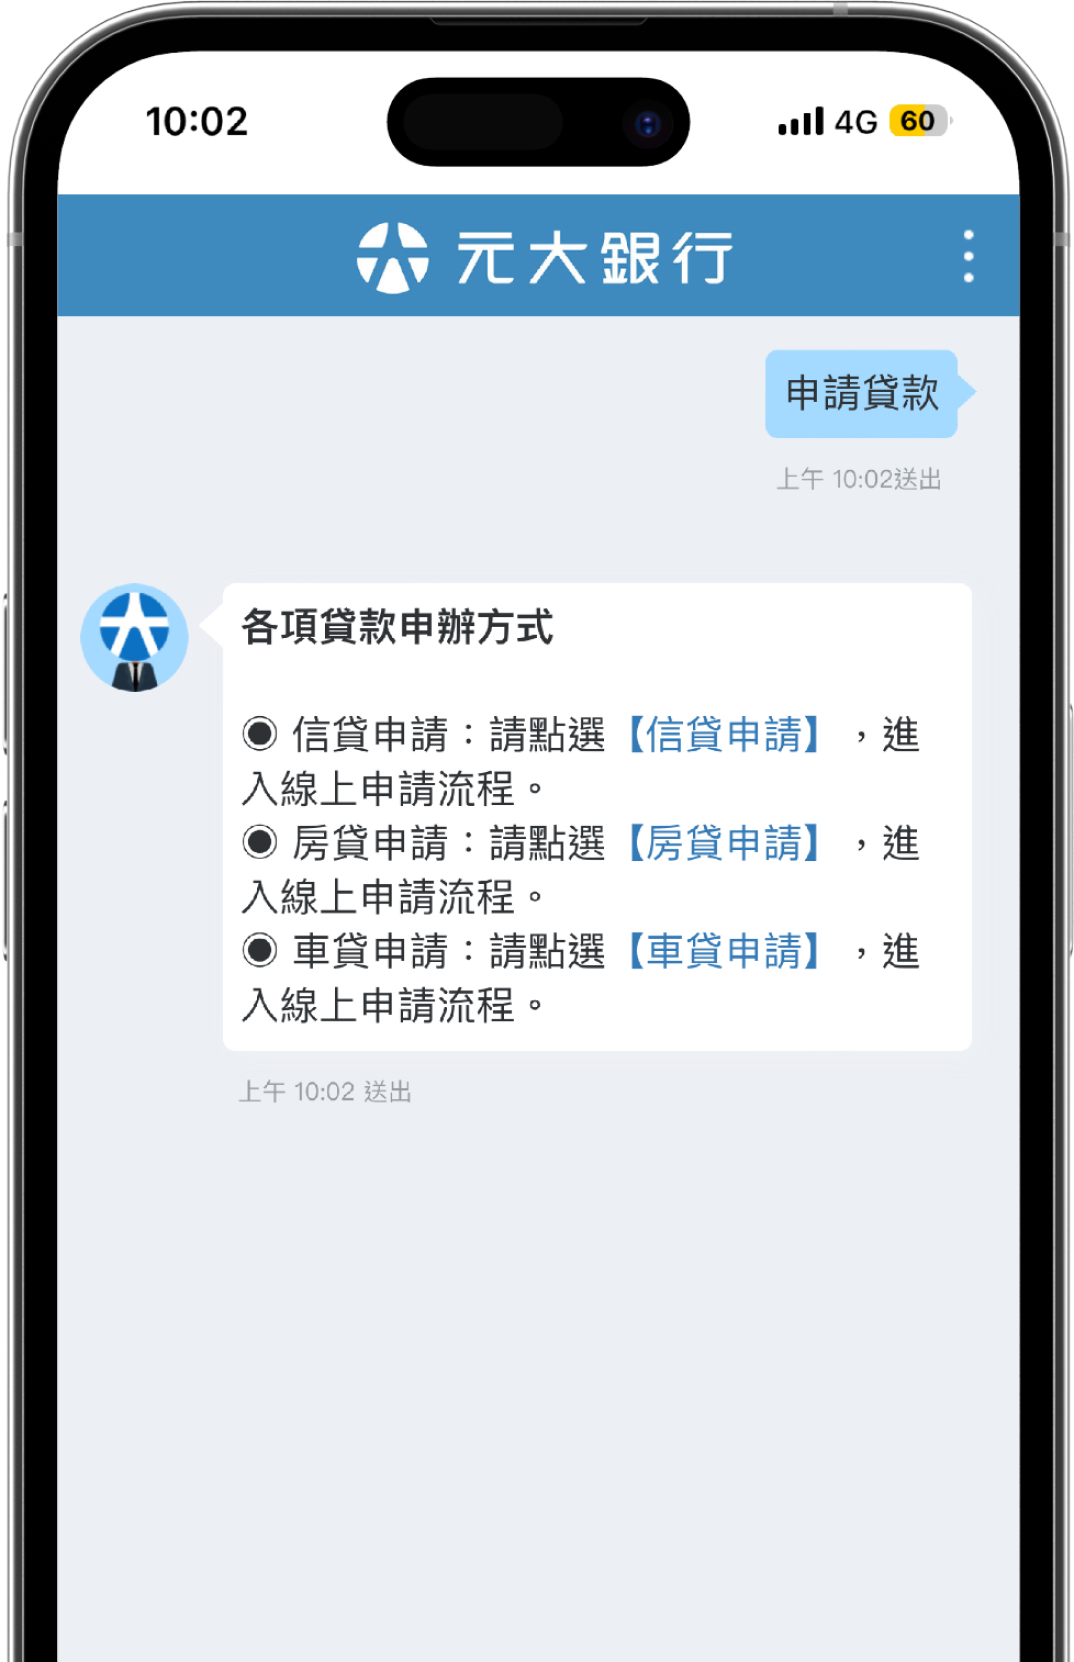 10:02
4G 60
元大銀行
申請貸款
上午 10:02送出
各項貸款申辦方式
◉ 信貸申請：請點選【信貸申請】，進
入線上申請流程。
◉ 房貸申請：請點選【房貸申請】，進
入線上申請流程。
◉ 車貸申請：請點選【車貸申請】，進
入線上申請流程。
上午 10:02 送出